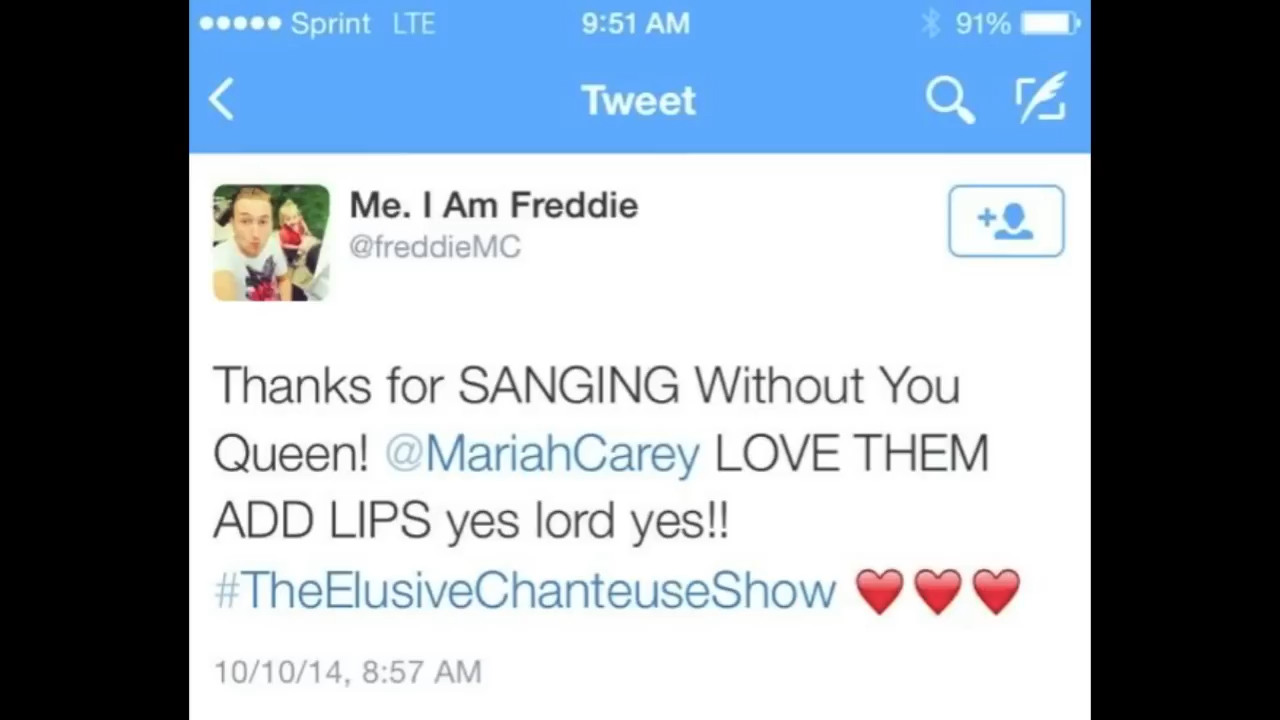 Sprint LTE 9:51 AM 91%
Tweet
Me. I Am Freddie
@freddieMC
Thanks for SANGING Without You
Queen! @MariahCarey LOVE THEM
ADD LIPS yes lord yes!!
#TheElusiveChanteuseShow ❤️❤️❤️
10/10/14, 8:57 AM